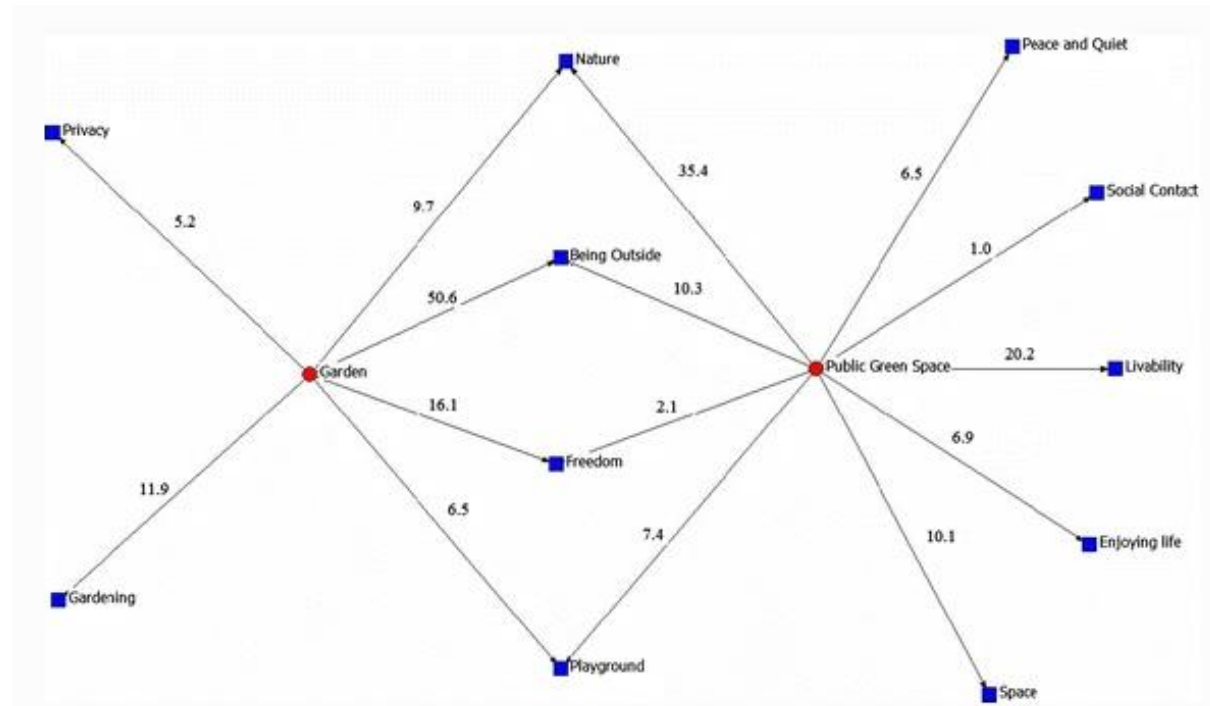 Peace and Quiet
Nature
Privacy
35.4
6.5
Social Contact
9.7
5.2
1.0
Being Outside
10.3
50.6
20.2
Garden
Public Green Space
Livability
16.1
2.1
6.9
Freedom
11.9
6.5
7.4
10.1
Enjoying life
Gardening
Playground
Space